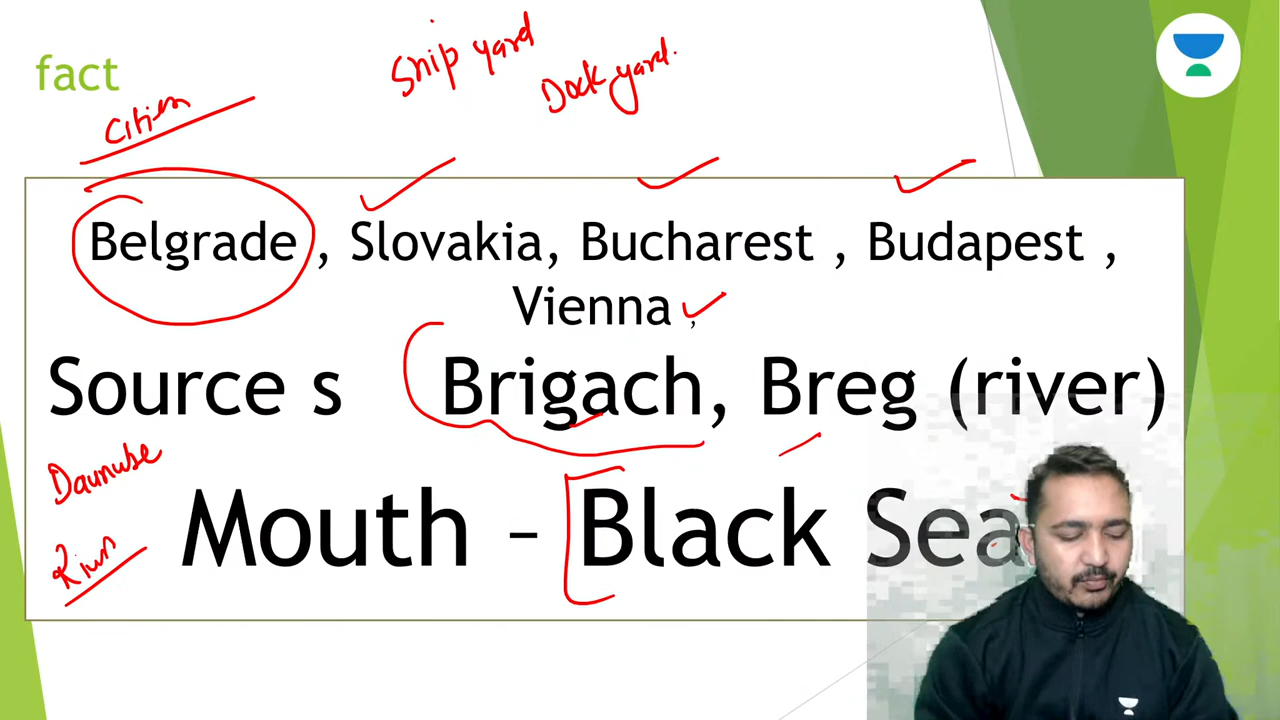 fact
Ship yard
Dock yard.
Cities
Belgrade , Slovakia, Bucharest , Budapest ,
Vienna ,
Source s Brigach, Breg (river)
Daunube
River
Mouth – Black Sea